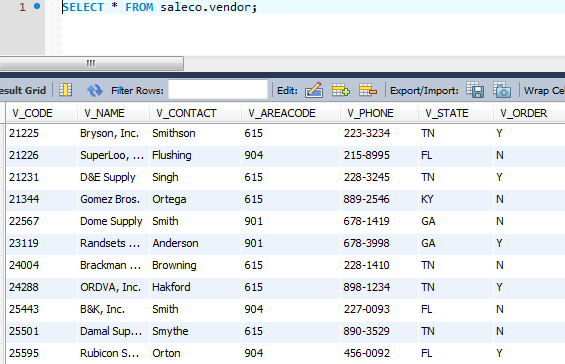 1 SELECT * FROM saleco.vendor;
esult Grid Filter Rows: Edit: Export/Import: Wrap Cel
V_CODE V_NAME V_CONTACT V_AREACODE V_PHONE V_STATE V_ORDER
21225 Bryson, Inc. Smithson 615 223-3234 TN Y
21226 SuperLoo, ... Flushing 904 215-8995 FL N
21231 D&E Supply Singh 615 228-3245 TN Y
21344 Gomez Bros. Ortega 615 889-2546 KY N
22567 Dome Supply Smith 901 678-1419 GA N
23119 Randsets ... Anderson 901 678-3998 GA Y
24004 Brackman ... Browning 615 228-1410 TN N
24288 ORDVA, Inc. Hakford 615 898-1234 TN Y
25443 B&K, Inc. Smith 904 227-0093 FL N
25501 Damal Sup... Smythe 615 890-3529 TN N
25595 Rubicon S... Orton 904 456-0092 FL Y